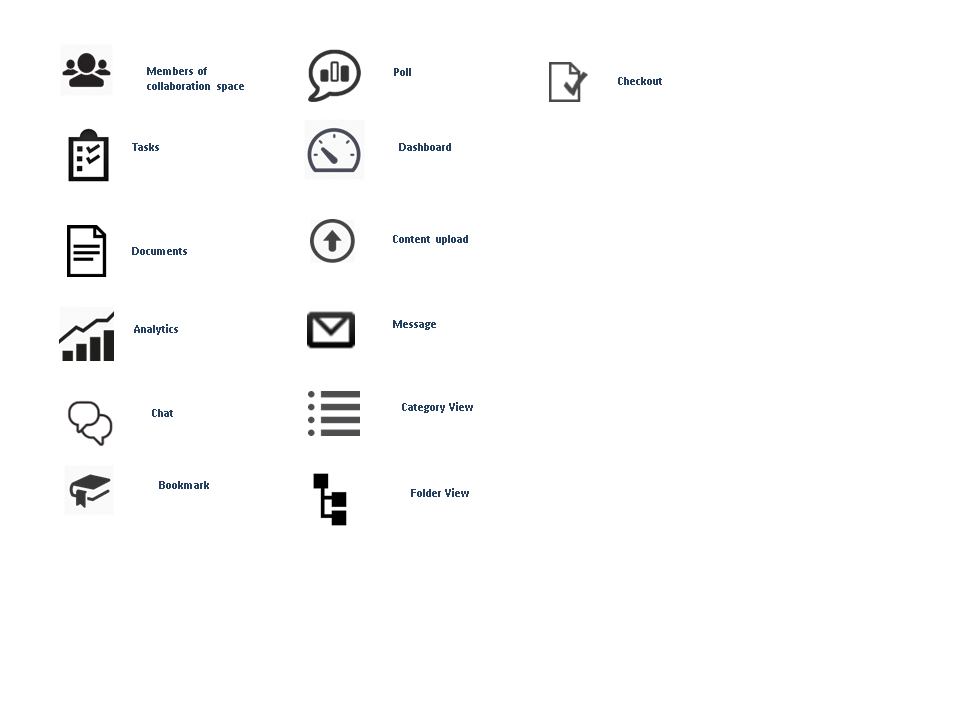 Members of
collaboration space
Tasks
Documents
Analytics
Chat
Bookmark
Poll
Dashboard
Content upload
Message
Category View
Folder View
Checkout